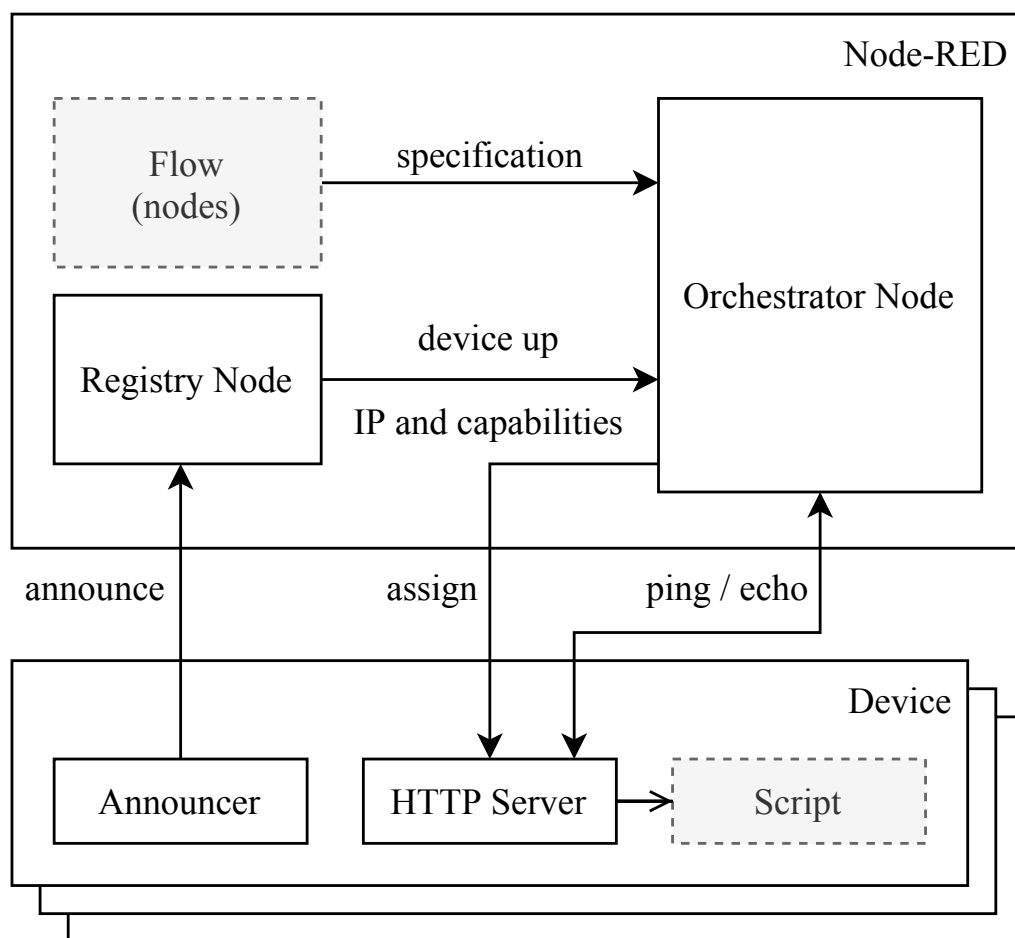 Node-RED
Flow
(nodes)
specification
Orchestrator Node
Registry Node
device up
IP and capabilities
announce
assign
ping / echo
Device
Announcer
HTTP Server
Script